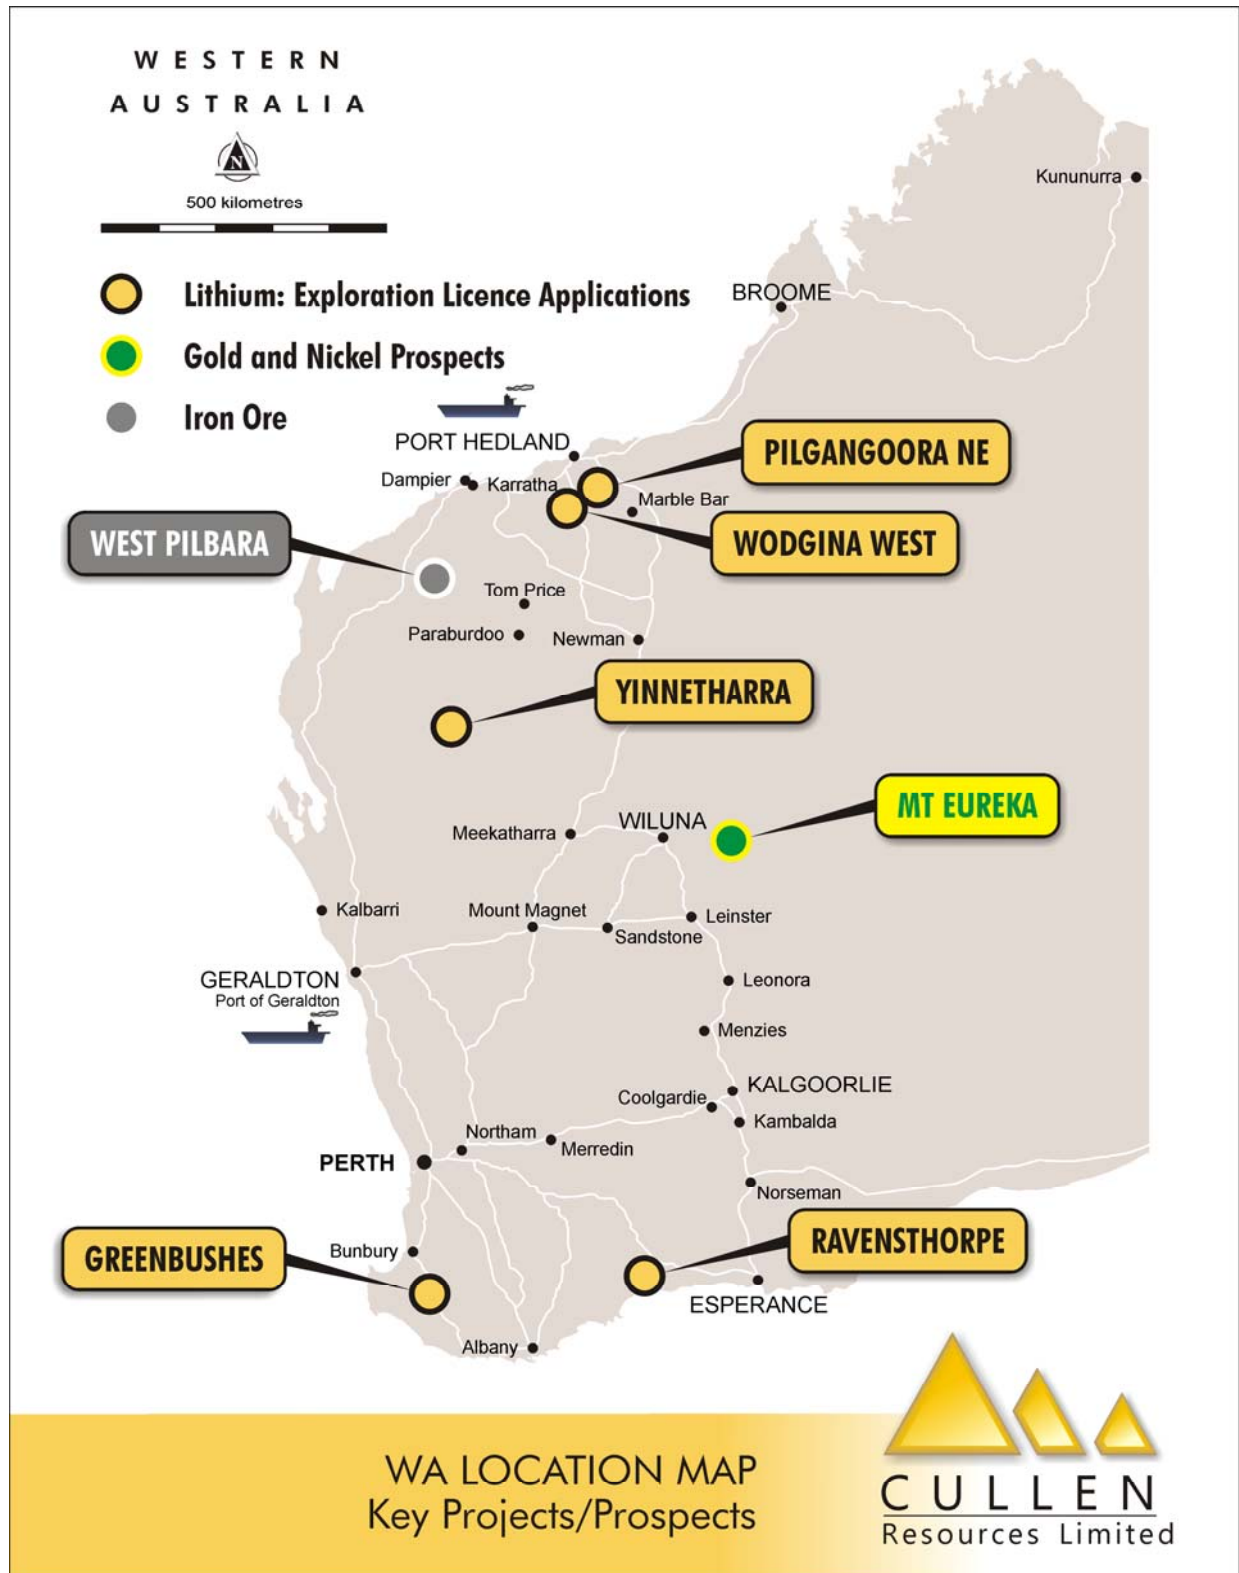 WESTERN
AUSTRALIA
N
500 kilometres
Lithium: Exploration Licence Applications
Gold and Nickel Prospects
Iron Ore
Kununurra
BROOME
PORT HEDLAND
PILGANGOORA NE
Dampier
Karratha
Marble Bar
WEST PILBARA
WODGINA WEST
Tom Price
Paraburdoo
Newman
YINNETHARRA
MT EUREKA
Meekatharra
WILUNA
Kalbarri
Mount Magnet
Sandstone
Leinster
GERALDTON
Port of Geraldton
Leonora
Menzies
KALGOORLIE
Coolgardie
Kambalda
Northam
Merredin
PERTH
Norseman
GREENBUSHES
Bunbury
RAVENSTHORPE
ESPERANCE
Albany
WA LOCATION MAP
Key Projects/Prospects
CULLEN
Resources Limited